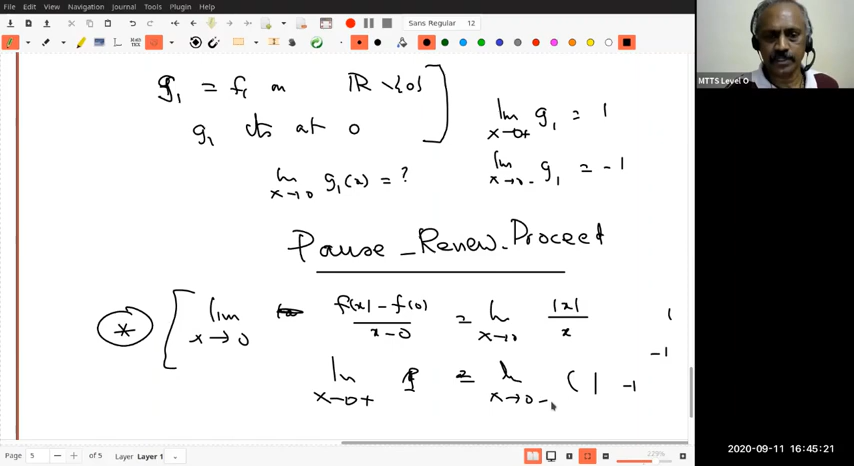 File Edit View Navigation Journal Tools Plugin Help
Sans Regular 12
g₁ = f₁ on ℝ \ {0}
g₁ cts at 0
lim x→0+ g₁ = 1
lim x→0- g₁ = -1
lim x→0 g₁(x) = ?
Pause - Renew - Proceed
* lim x→0 f(x) - f(0) / x - 0 = lim x→0 |x| / x 1
-1
lim x→0+ = lim x→0- ( | -1
Page 5 of 5 Layer Layer 1 229%
MTTS Level O
2020-09-11 16:45:21